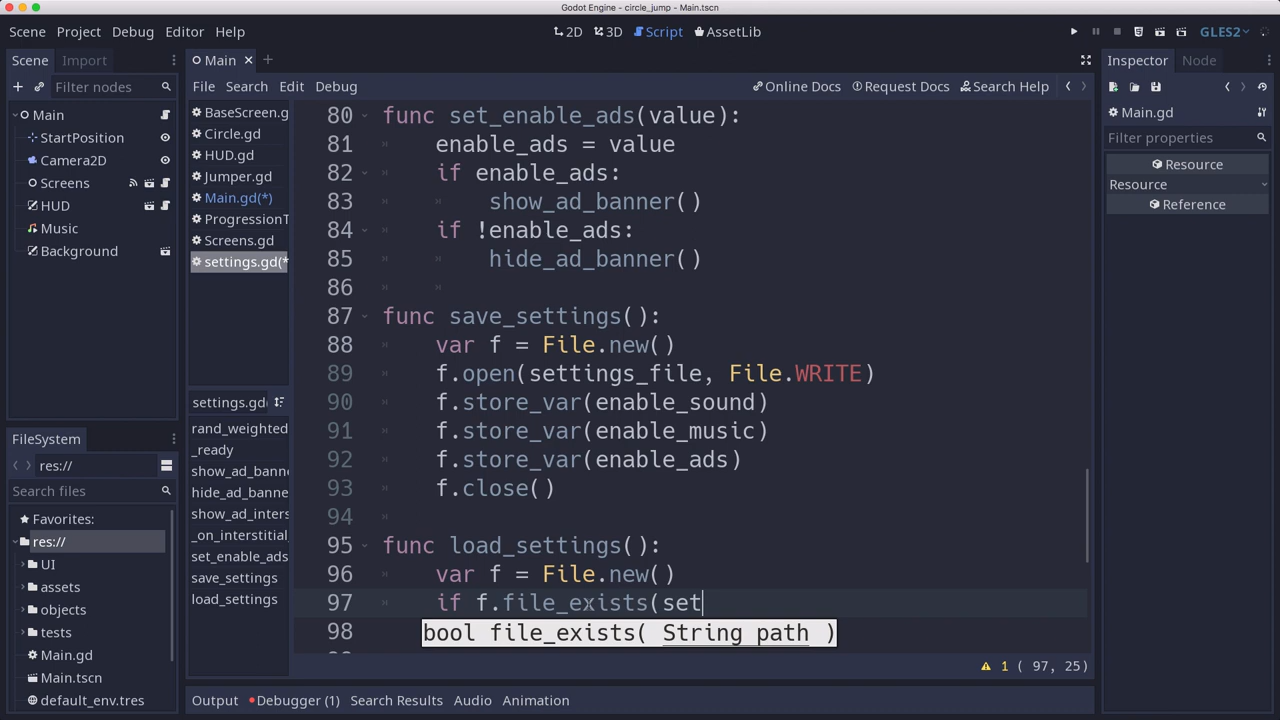 Godot Engine - circle_jump - Main.tscn
Scene Project Debug Editor Help
2D 3D Script AssetLib
GLES2
Scene Import
Filter nodes
Main
StartPosition
Camera2D
Screens
HUD
Music
Background
FileSystem
res://
Search files
Favorites:
res://
UI
assets
objects
tests
Main.gd
Main.tscn
default_env.tres
Main
File Search Edit Debug
Online Docs Request Docs Search Help
BaseScreen.g
Circle.gd
HUD.gd
Jumper.gd
Main.gd(*)
ProgressionT
Screens.gd
settings.gd(*
settings.gd(
rand_weighted
_ready
show_ad_banne
hide_ad_banne
show_ad_inters
_on_interstitial_
set_enable_ads
save_settings
load_settings
80 func set_enable_ads(value):
81 enable_ads = value
82 if enable_ads:
83 show_ad_banner()
84 if !enable_ads:
85 hide_ad_banner()
86
87 func save_settings():
88 var f = File.new()
89 f.open(settings_file, File.WRITE)
90 f.store_var(enable_sound)
91 f.store_var(enable_music)
92 f.store_var(enable_ads)
93 f.close()
94
95 func load_settings():
96 var f = File.new()
97 if f.file_exists(set
98 bool file_exists( String path )
1 ( 97, 25)
Output Debugger (1) Search Results Audio Animation
Inspector Node
Main.gd
Filter properties
Resource
Resource
Reference